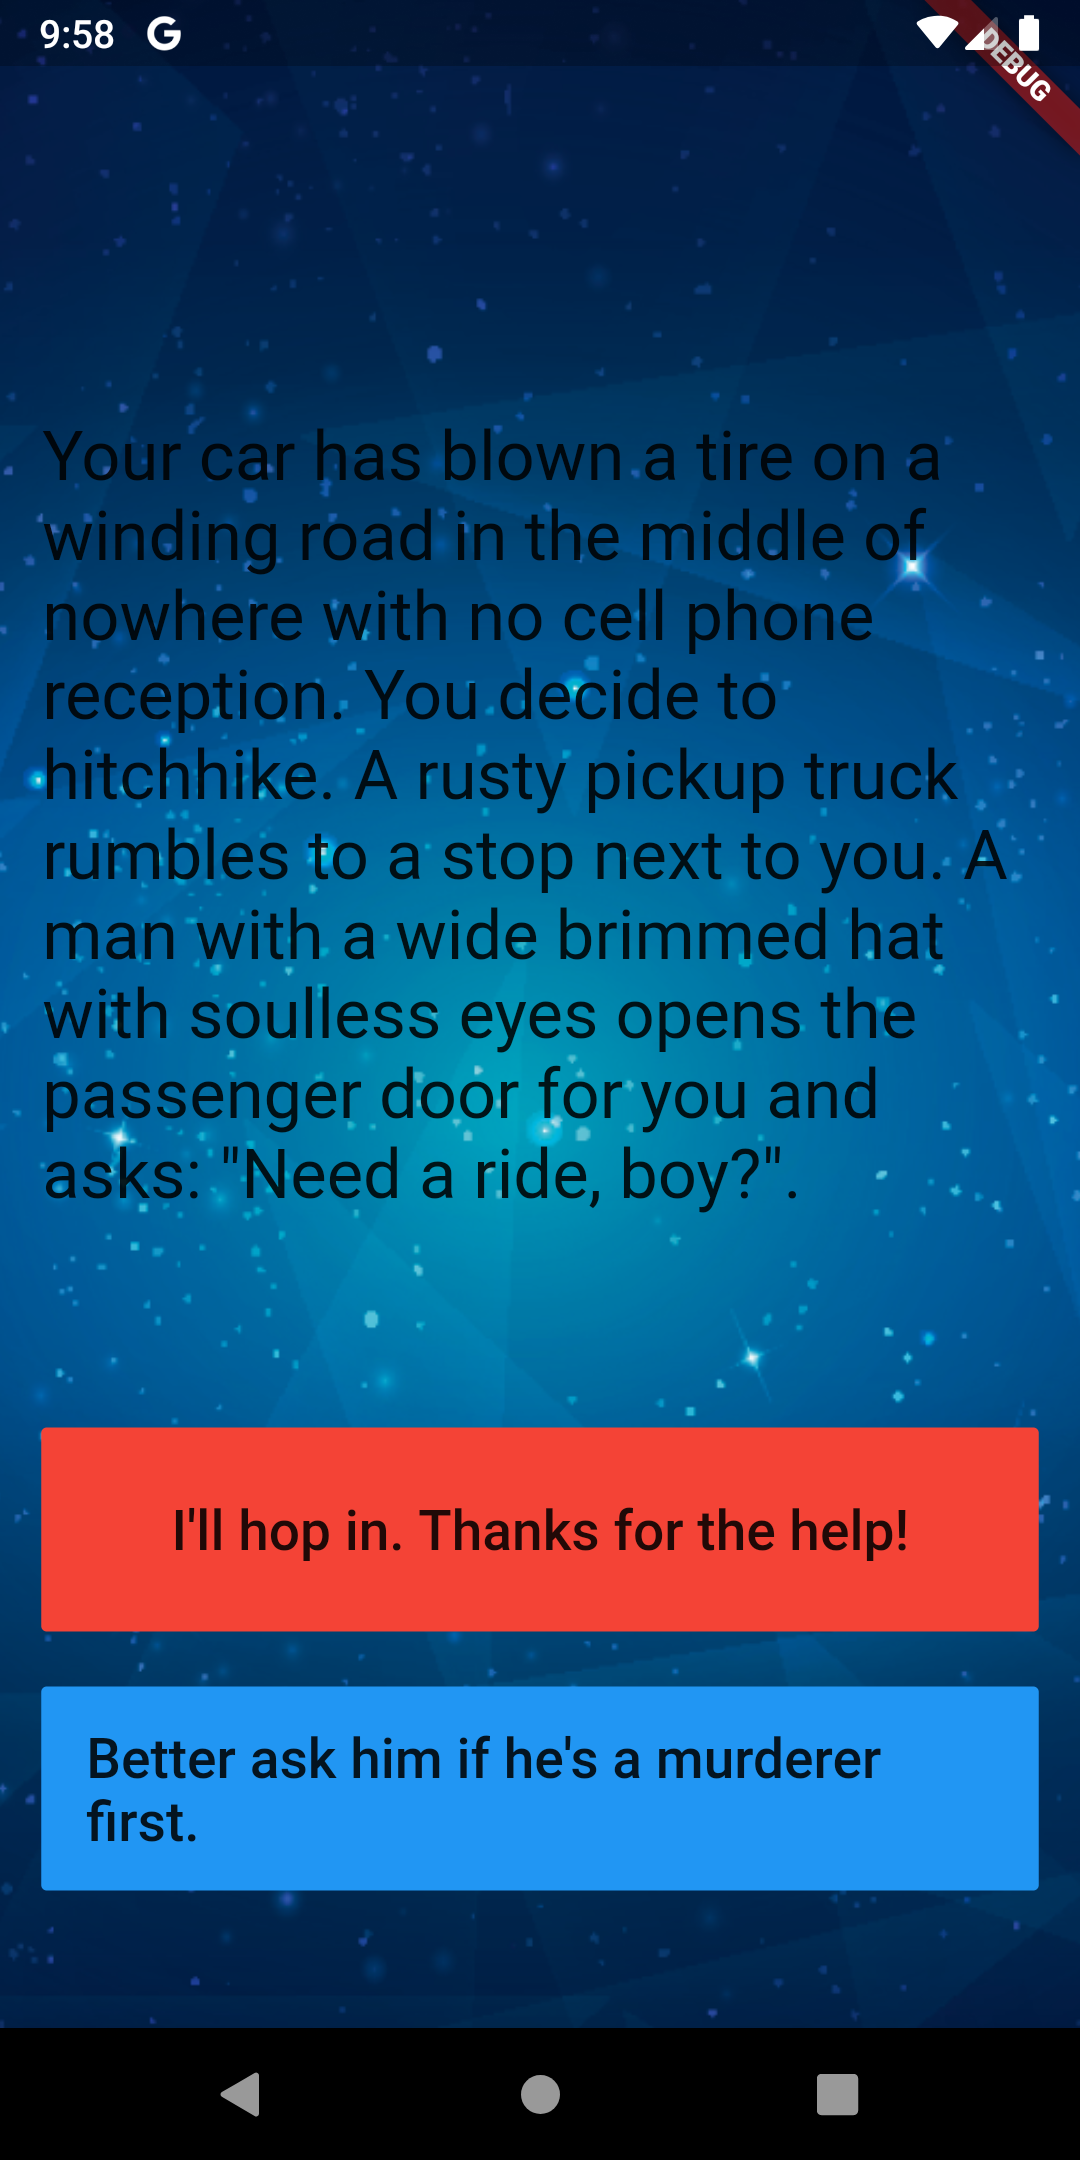 9:58 G
DEBUG
Your car has blown a tire on a
winding road in the middle of
nowhere with no cell phone
reception. You decide to
hitchhike. A rusty pickup truck
rumbles to a stop next to you. A
man with a wide brimmed hat
with soulless eyes opens the
passenger door for you and
asks: "Need a ride, boy?".
I'll hop in. Thanks for the help!
Better ask him if he's a murderer
first.